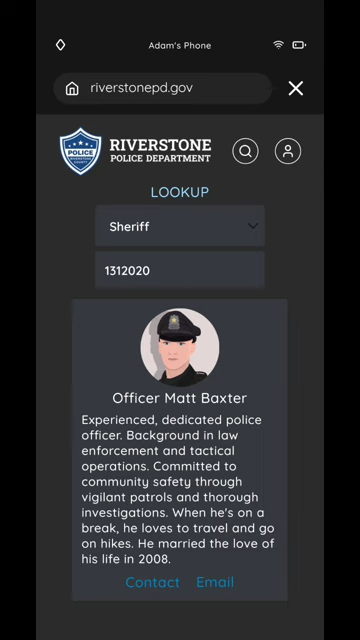 Adam's Phone
riverstonepd.gov
POLICE
RIVERSTONE
POLICE DEPARTMENT
LOOKUP
Sheriff
1312020
Officer Matt Baxter
Experienced, dedicated police
officer. Background in law
enforcement and tactical
operations. Committed to
community safety through
vigilant patrols and thorough
investigations. When he's on a
break, he loves to travel and go
on hikes. He married the love of
his life in 2008.
Contact Email